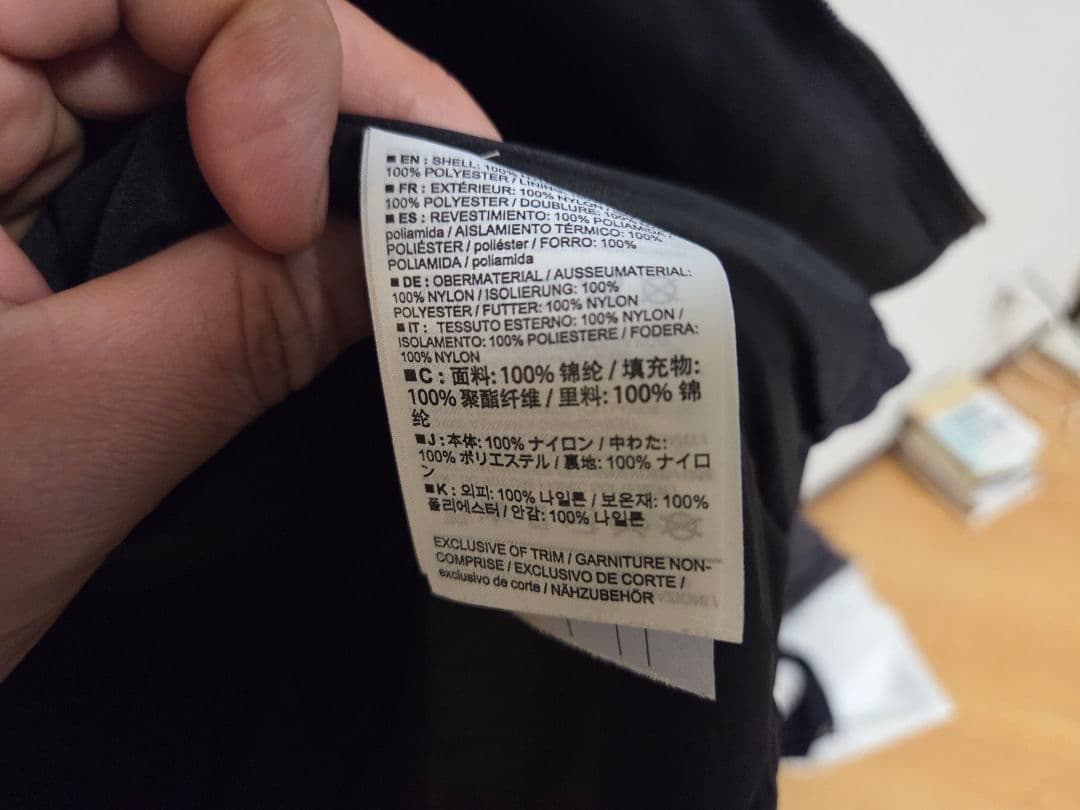 ■ EN : SHELL: 100%
100% POLYESTER / LINING:
■ FR : EXTÉRIEUR: 100% NYLON /
100% POLYESTER / DOUBLURE: 100%
■ ES : REVESTIMIENTO: 100% POLIAMIDA /
poliamida / AISLAMIENTO TÉRMICO: 100%
POLIÉSTER / poliéster / FORRO: 100%
POLIAMIDA / poliamida
■ DE : OBERMATERIAL / AUSSEUMATERIAL:
100% NYLON / ISOLIERUNG: 100%
POLYESTER / FUTTER: 100% NYLON
■ IT : TESSUTO ESTERNO: 100% NYLON /
ISOLAMENTO: 100% POLIESTERE / FODERA:
100% NYLON
■ C : 面料: 100% 锦纶 / 填充物:
100% 聚酯纤维 / 里料: 100% 锦
纶
■ J : 本体: 100% ナイロン / 中わた:
100% ポリエステル / 裏地: 100% ナイロ
ン
■ K : 외피: 100% 나일론 / 보온재: 100%
폴리에스터 / 안감: 100% 나일론
EXCLUSIVE OF TRIM / GARNITURE NON-
COMPRISE / EXCLUSIVO DE CORTE /
exclusivo de corte / NÄHZUBEHÖR